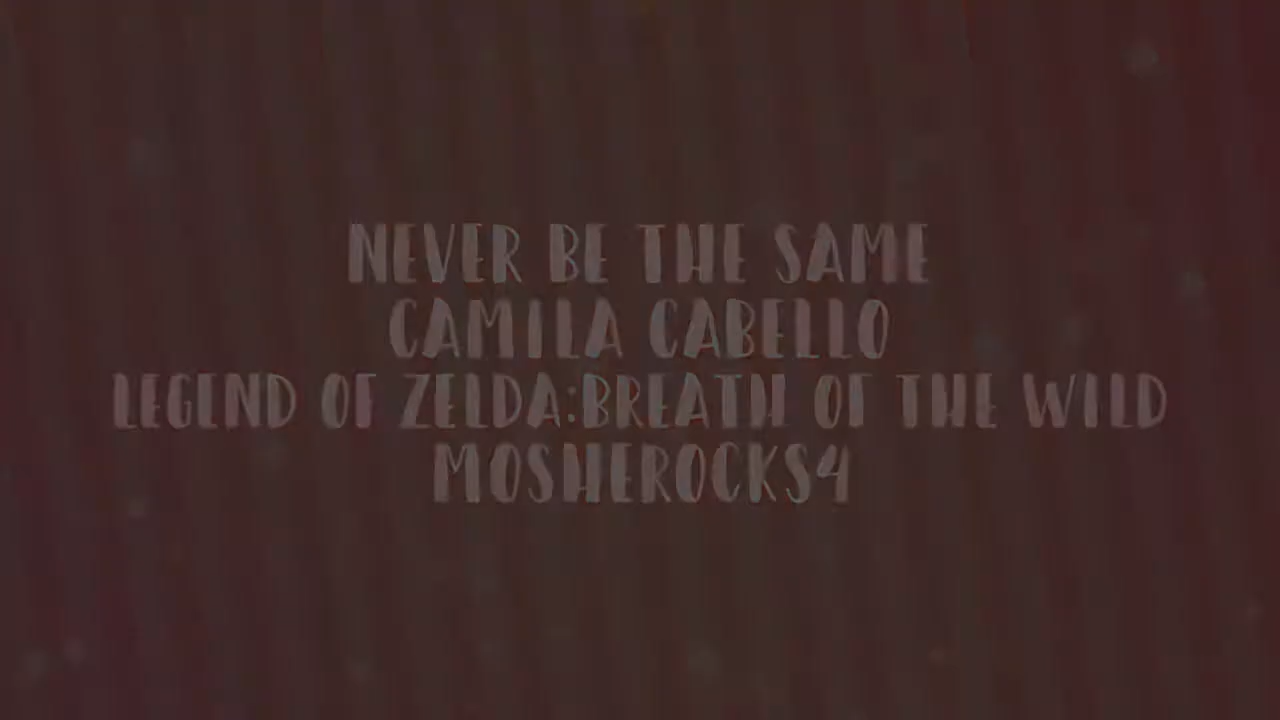 NEVER BE THE SAME
CAMILA CABELLO
LEGEND OF ZELDA:BREATH OF THE WILD
MOSHEROCKS4